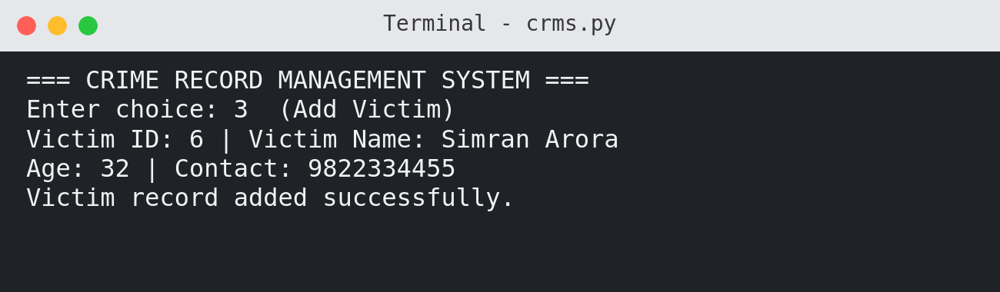 Terminal - crms.py
=== CRIME RECORD MANAGEMENT SYSTEM ===
Enter choice: 3  (Add Victim)
Victim ID: 6 | Victim Name: Simran Arora
Age: 32 | Contact: 9822334455
Victim record added successfully.